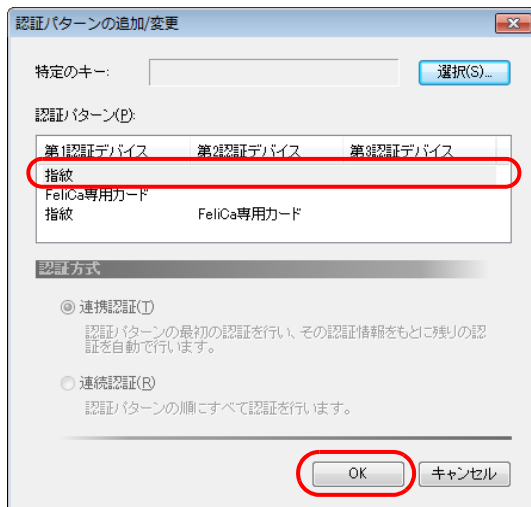 認証パターンの追加/変更
特定のキー: 選択(S)...
認証パターン(P):
第1認証デバイス 第2認証デバイス 第3認証デバイス
指紋
FeliCa専用カード
指紋 FeliCa専用カード
認証方式
連携認証(T)
認証パターンの最初の認証を行い、その認証情報をもとに残りの認
証を自動で行います。
連続認証(R)
認証パターンの順にすべて認証を行います。
OK キャンセル